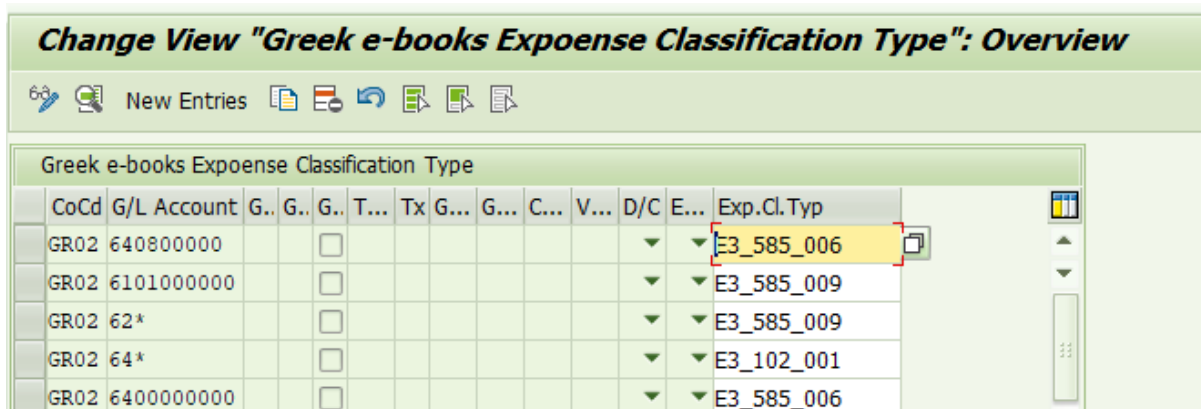 Change View "Greek e-books Expoense Classification Type": Overview
New Entries
Greek e-books Expoense Classification Type
CoCd G/L Account G.. G.. G.. T... Tx G... G... C... V... D/C E... Exp.Cl.Typ
GR02 640800000 E3_585_006
GR02 6101000000 E3_585_009
GR02 62* E3_585_009
GR02 64* E3_102_001
GR02 6400000000 E3_585_006